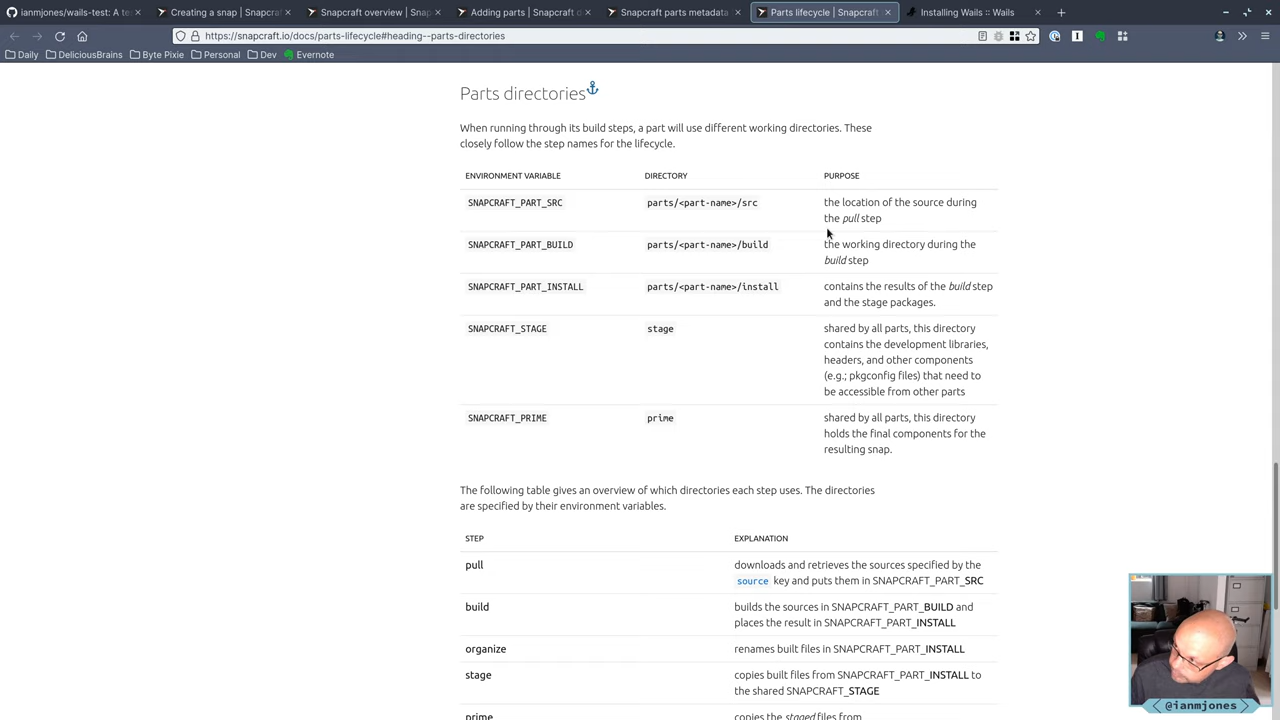 ianmjones/wails-test: A te
Creating a snap | Snapcraf
Snapcraft overview | Snap
Adding parts | Snapcraft d
Snapcraft parts metadata
Parts lifecycle | Snapcraft
Installing Wails :: Wails
https://snapcraft.io/docs/parts-lifecycle#heading--parts-directories
Daily
DeliciousBrains
Byte Pixie
Personal
Dev
Evernote
Parts directories
When running through its build steps, a part will use different working directories. These
closely follow the step names for the lifecycle.
ENVIRONMENT VARIABLE DIRECTORY PURPOSE
SNAPCRAFT_PART_SRC parts/<part-name>/src the location of the source during
the pull step
SNAPCRAFT_PART_BUILD parts/<part-name>/build the working directory during the
build step
SNAPCRAFT_PART_INSTALL parts/<part-name>/install contains the results of the build step
and the stage packages.
SNAPCRAFT_STAGE stage shared by all parts, this directory
contains the development libraries,
headers, and other components
(e.g.; pkgconfig files) that need to
be accessible from other parts
SNAPCRAFT_PRIME prime shared by all parts, this directory
holds the final components for the
resulting snap.
The following table gives an overview of which directories each step uses. The directories
are specified by their environment variables.
STEP EXPLANATION
pull downloads and retrieves the sources specified by the
source key and puts them in SNAPCRAFT_PART_SRC
build builds the sources in SNAPCRAFT_PART_BUILD and
places the result in SNAPCRAFT_PART_INSTALL
organize renames built files in SNAPCRAFT_PART_INSTALL
stage copies built files from SNAPCRAFT_PART_INSTALL to
the shared SNAPCRAFT_STAGE
prime copies the staged files from
@ianmjones